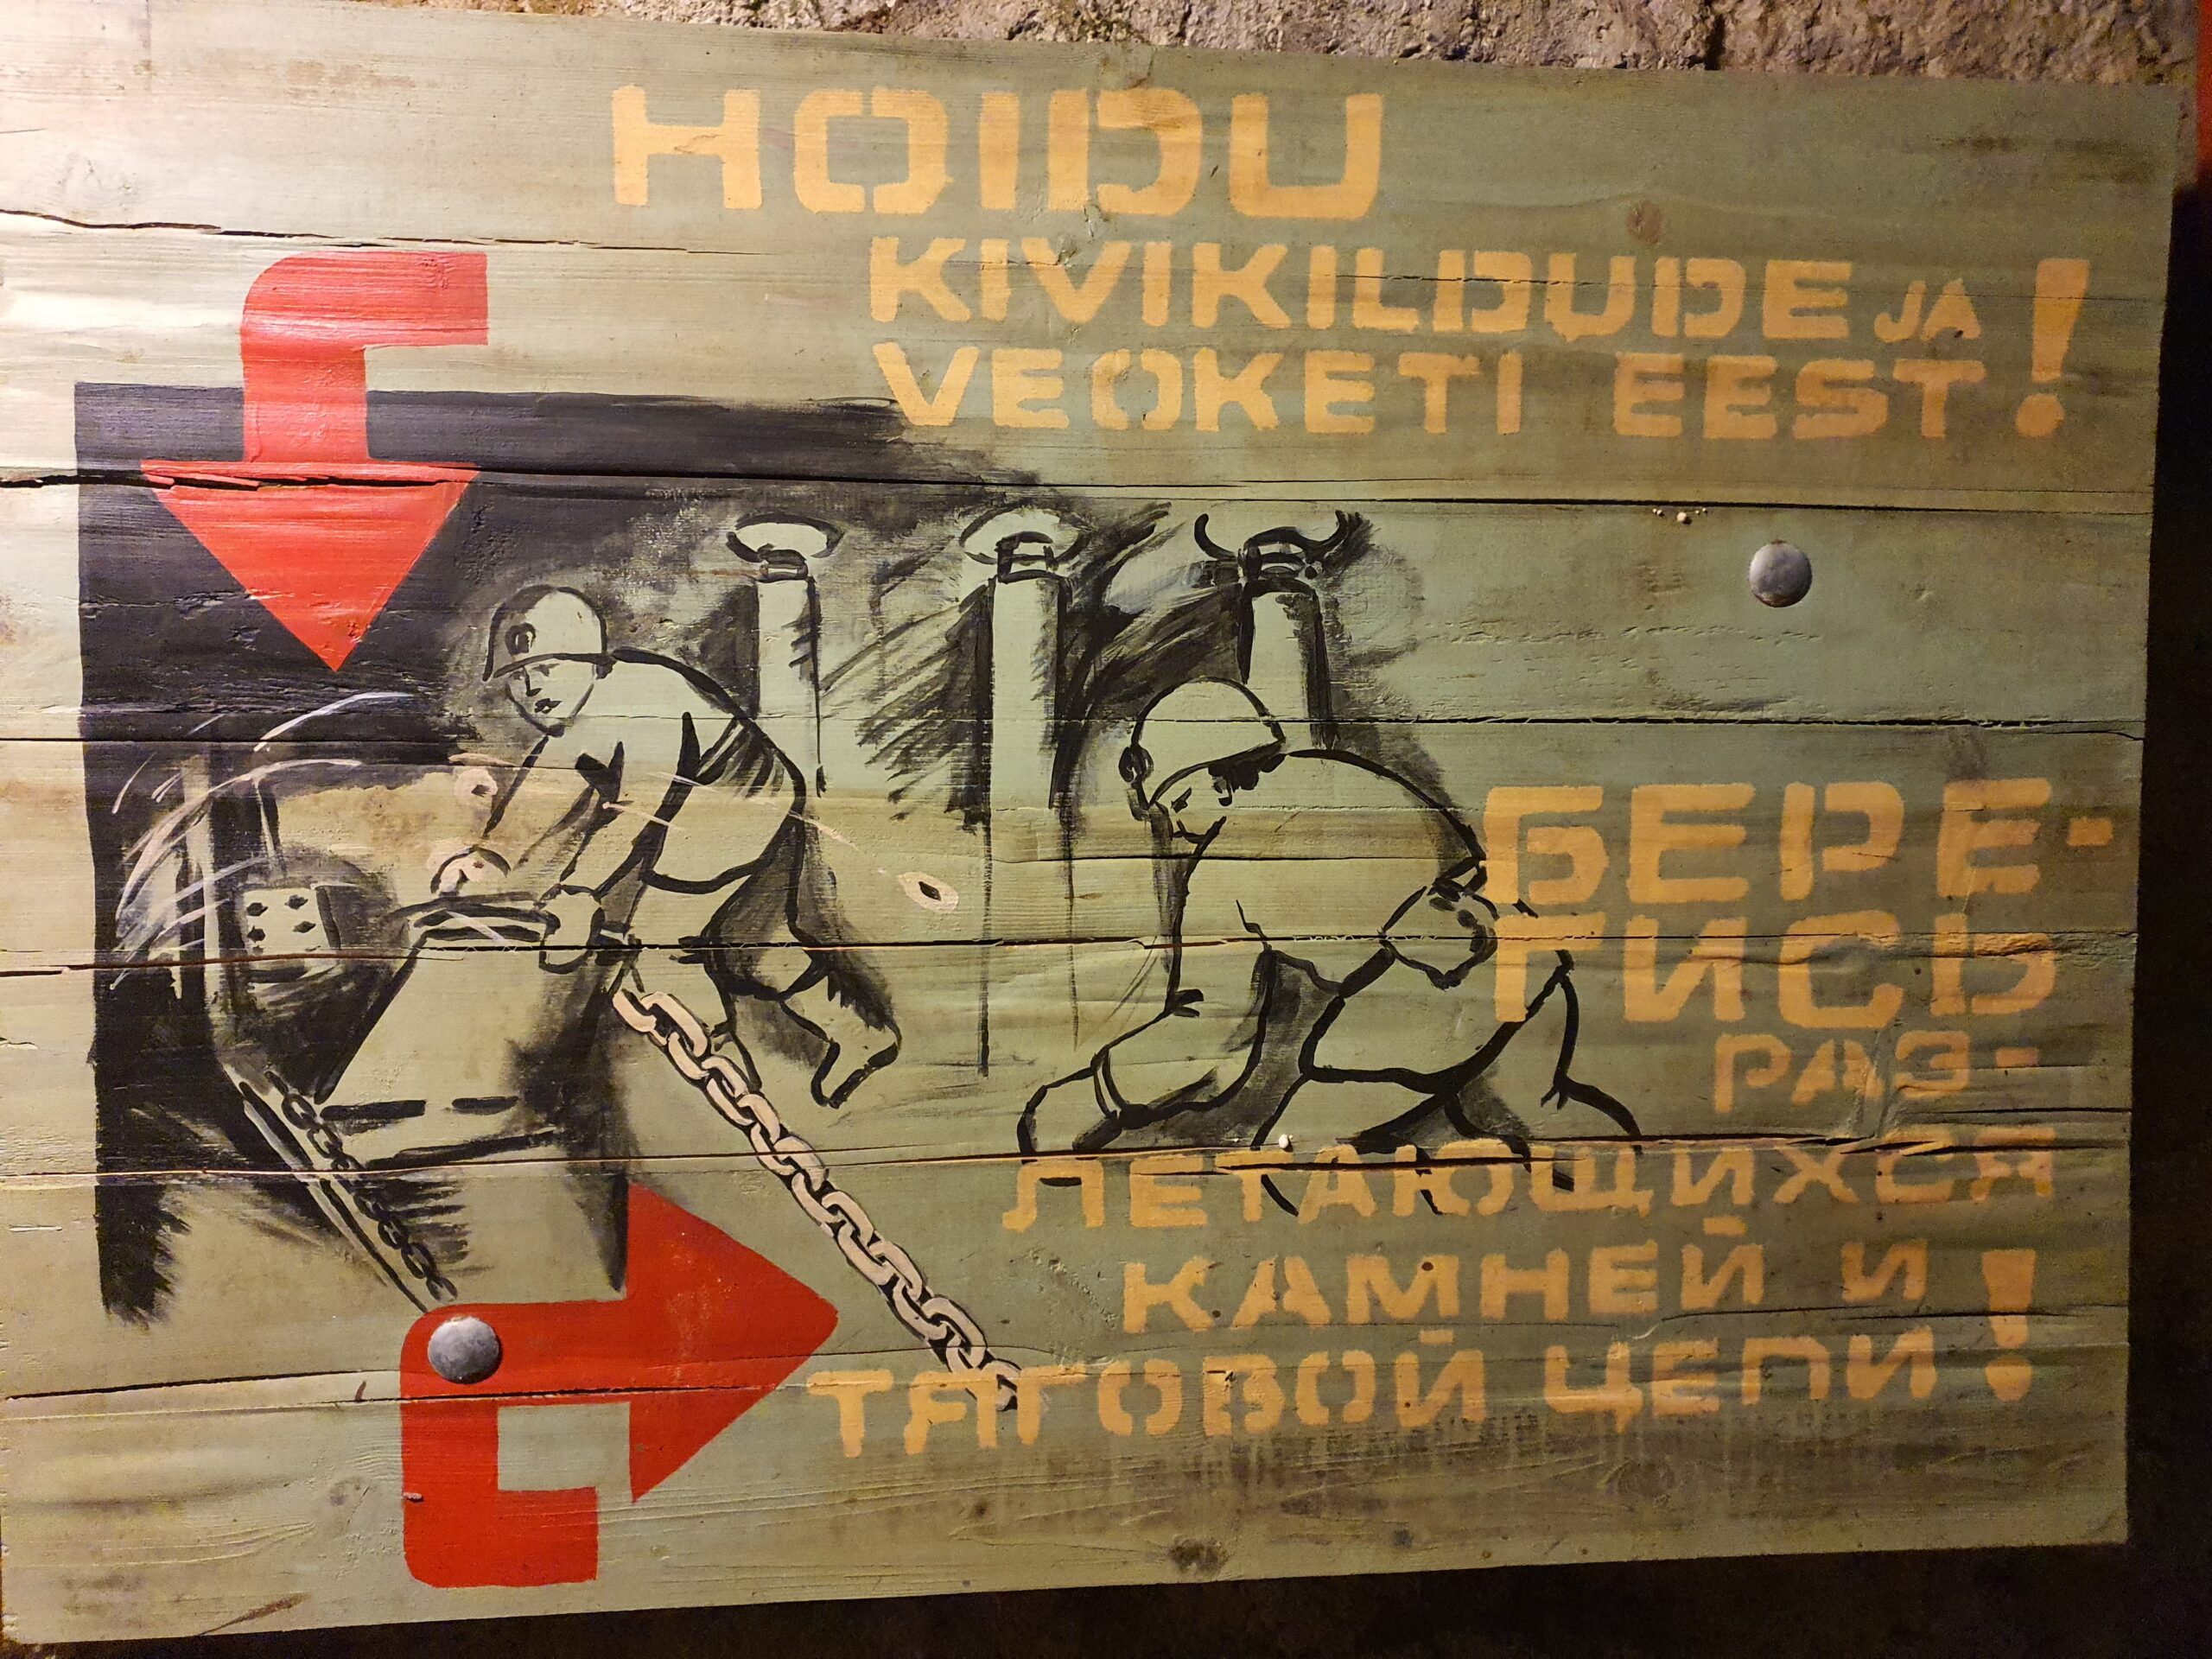 HOIDU
KIVIKILDUDE JA
VEOKETI EEST!
БЕРЕ-
ГИСЬ
РАЗ-
ЛЕТАЮЩИХСЯ
КАМНЕЙ И
ТЯГОВОЙ ЦЕПИ!